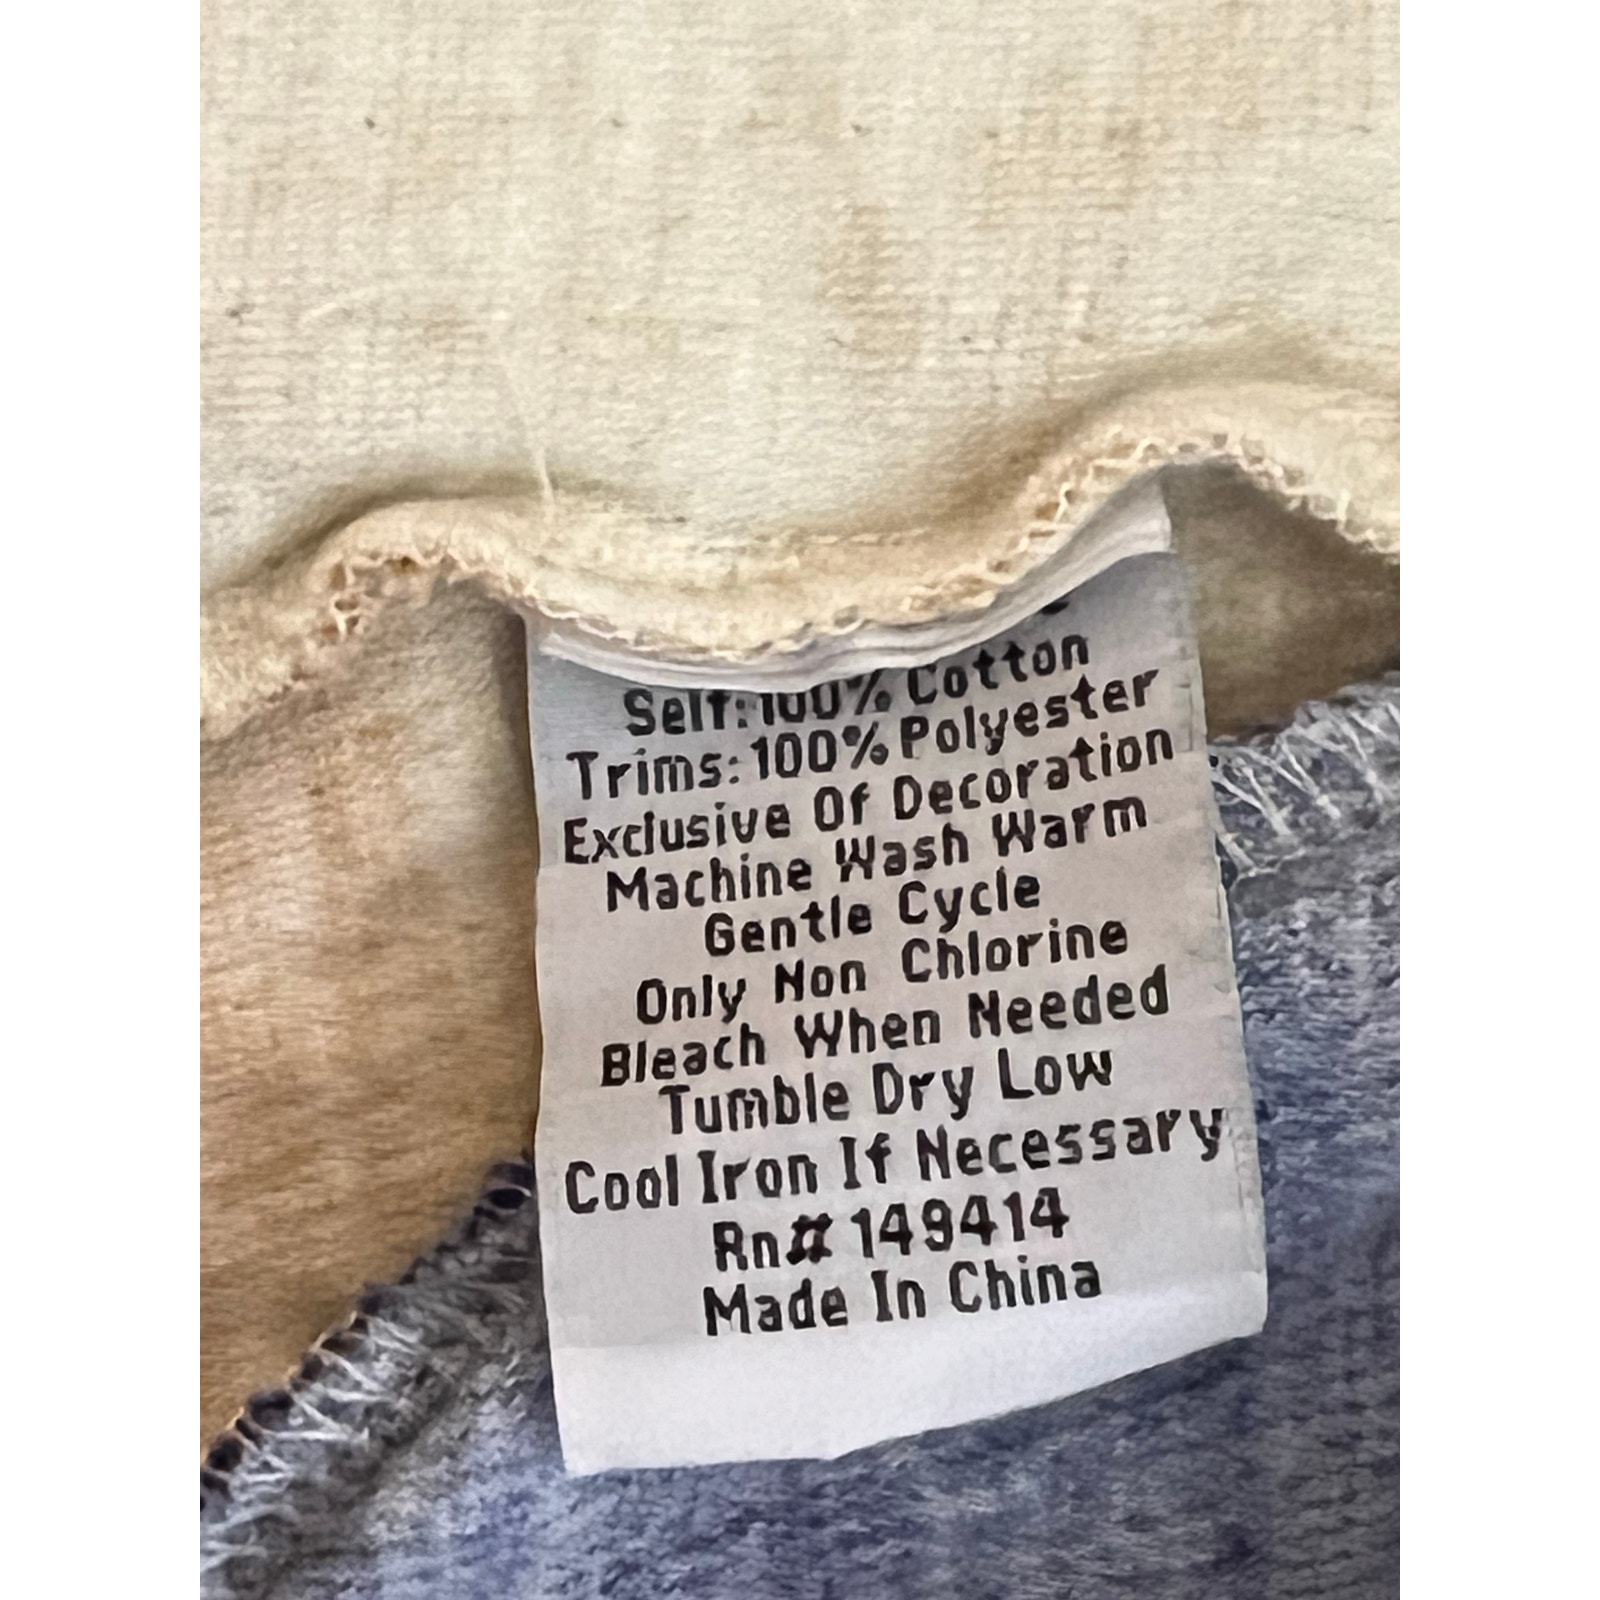 Self: 100% Cotton
Trims: 100% Polyester
Exclusive Of Decoration
Machine Wash Warm
Gentle Cycle
Only Non Chlorine
Bleach When Needed
Tumble Dry Low
Cool Iron If Necessary
Rn# 149414
Made In China